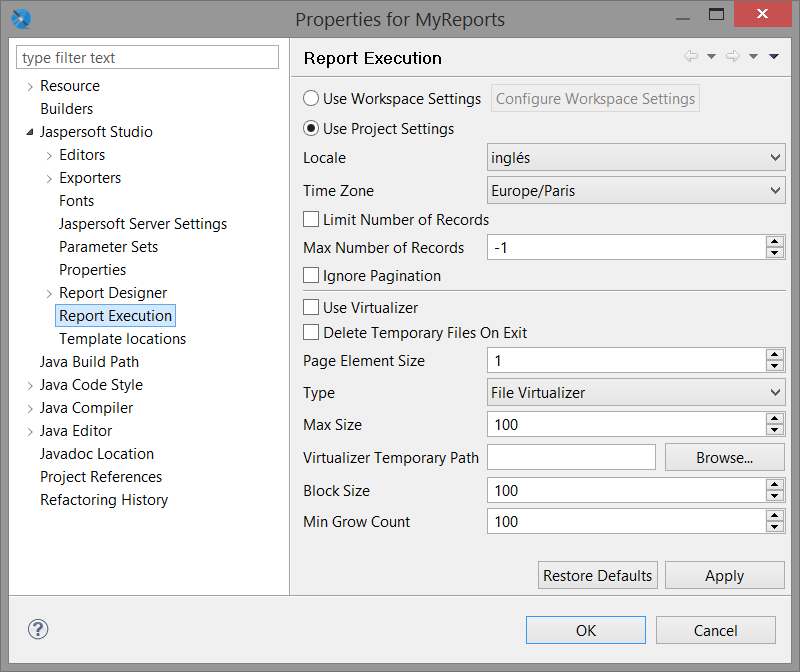 Properties for MyReports
type filter text
Resource
Builders
Jaspersoft Studio
Editors
Exporters
Fonts
Jaspersoft Server Settings
Parameter Sets
Properties
Report Designer
Report Execution
Template locations
Java Build Path
Java Code Style
Java Compiler
Java Editor
Javadoc Location
Project References
Refactoring History
Report Execution
Use Workspace Settings Configure Workspace Settings
Use Project Settings
Locale inglés
Time Zone Europe/Paris
Limit Number of Records
Max Number of Records -1
Ignore Pagination
Use Virtualizer
Delete Temporary Files On Exit
Page Element Size 1
Type File Virtualizer
Max Size 100
Virtualizer Temporary Path Browse...
Block Size 100
Min Grow Count 100
Restore Defaults Apply
? OK Cancel